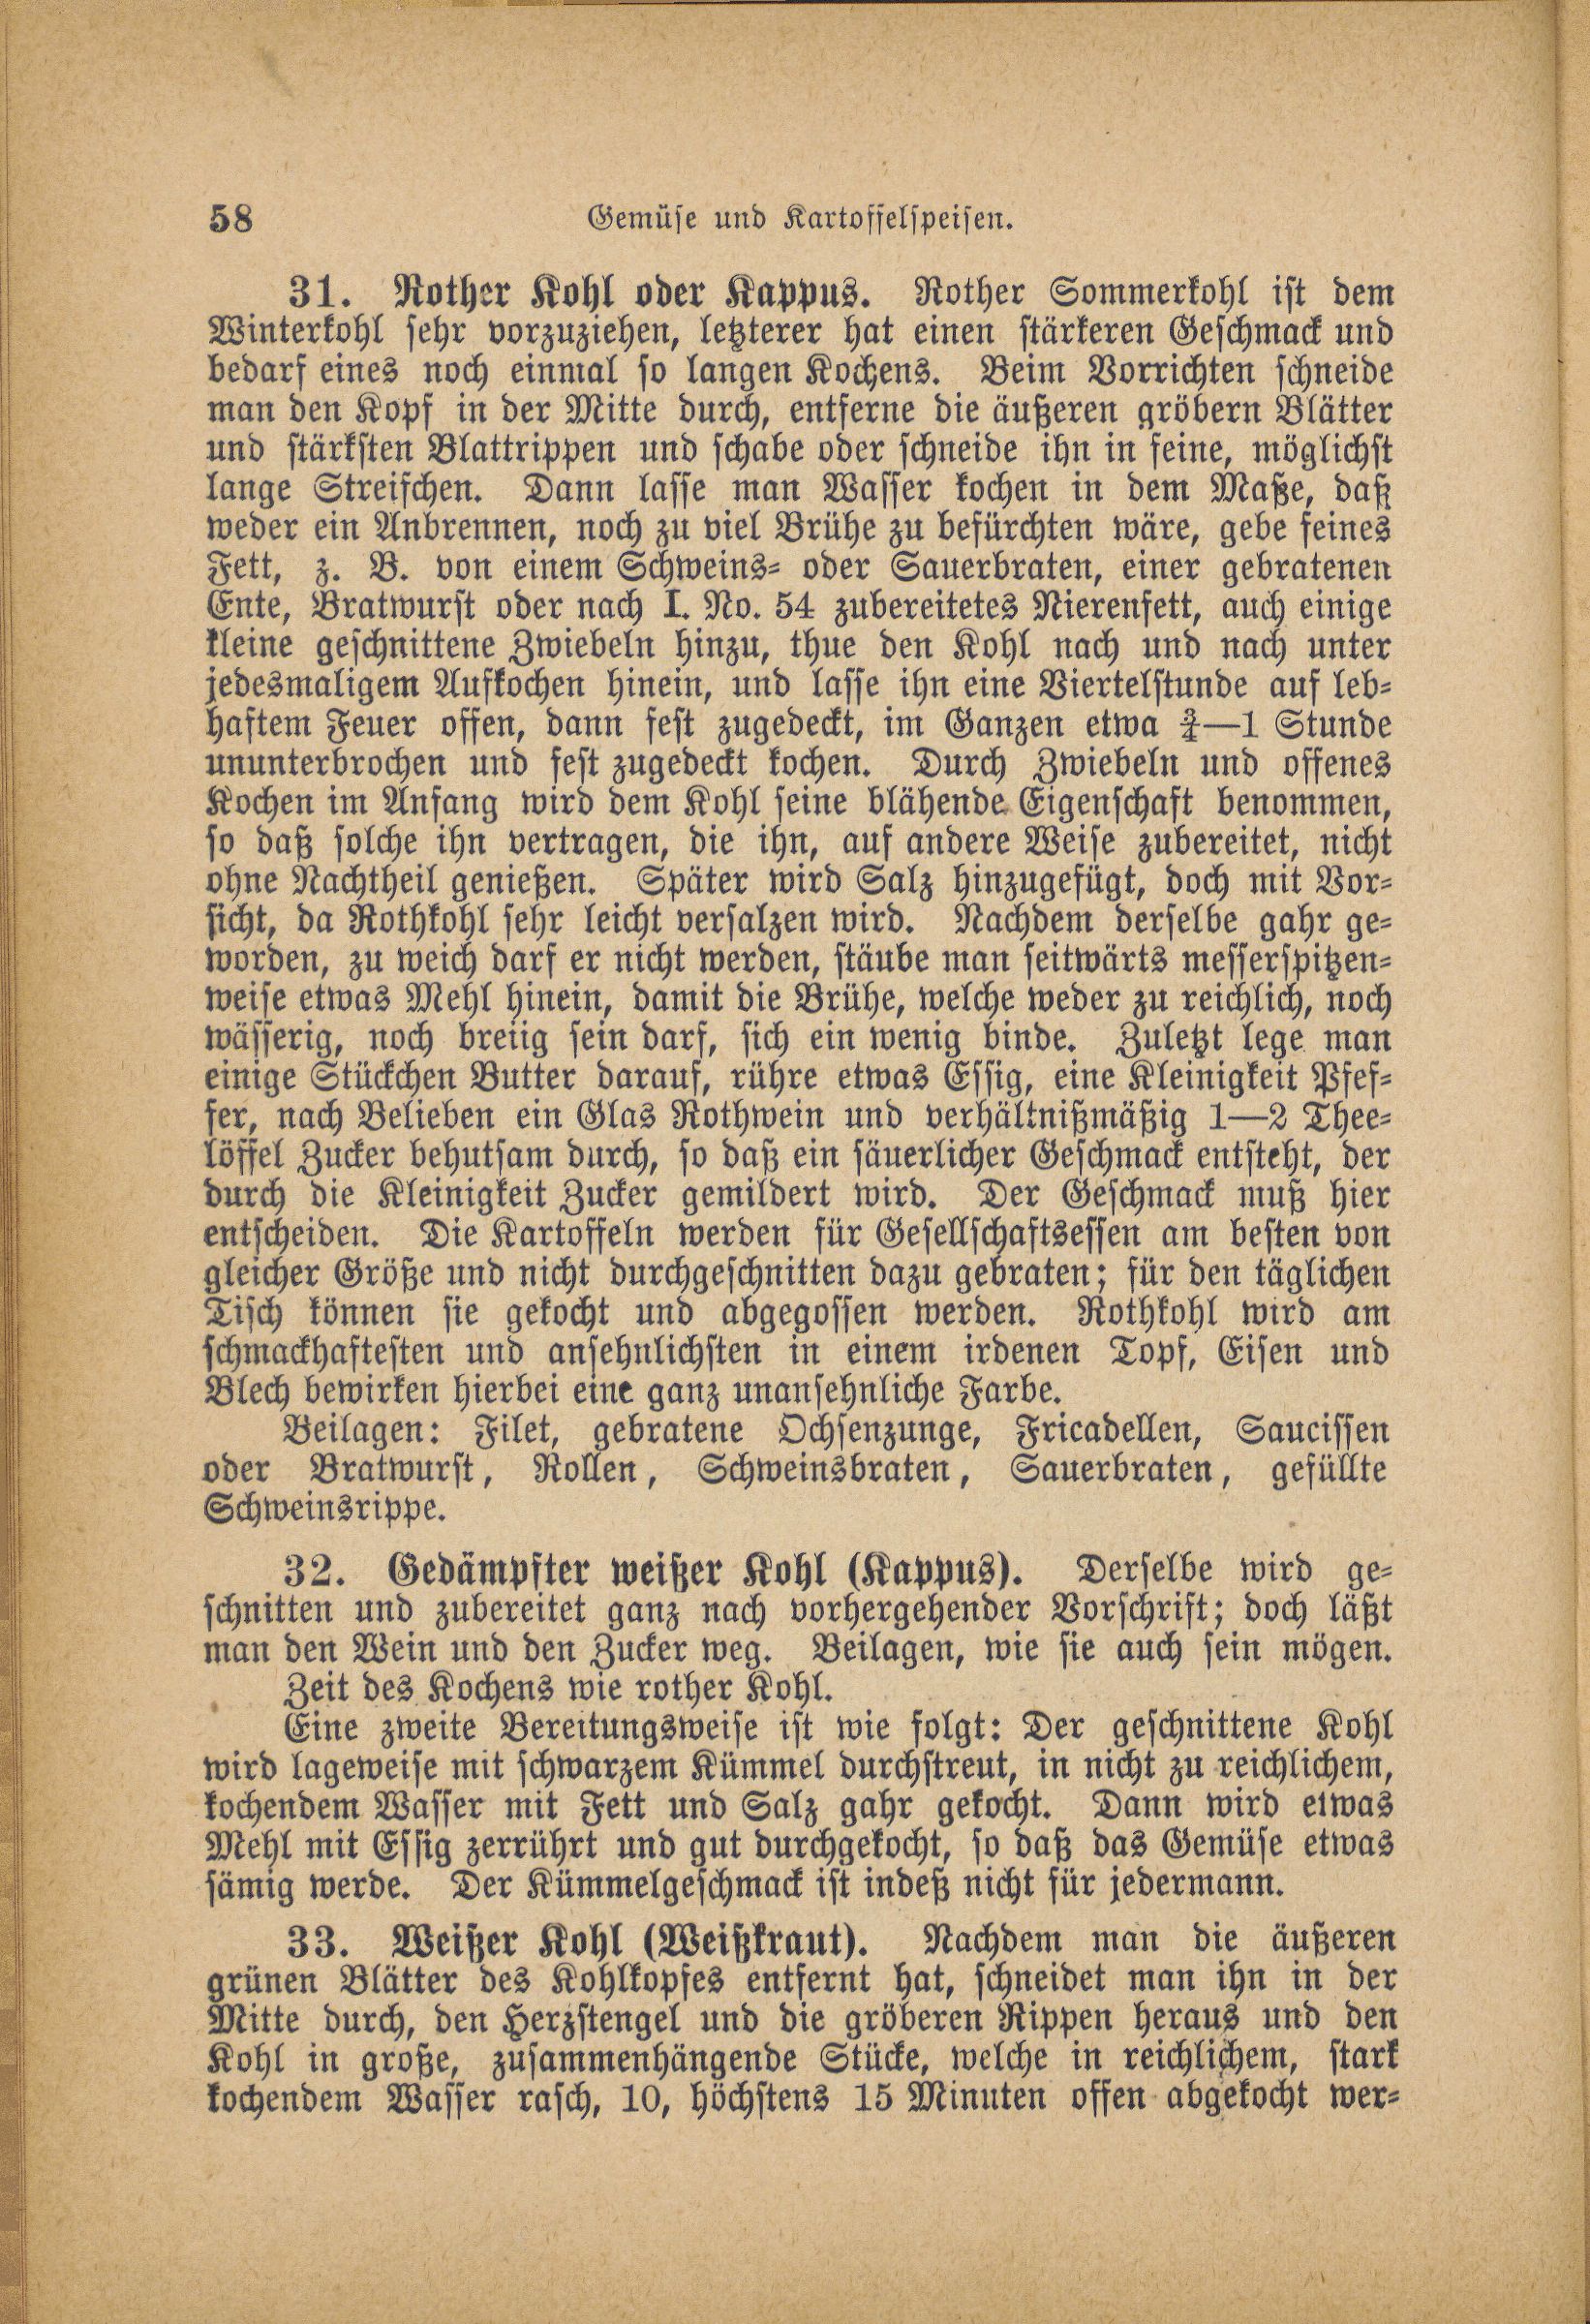 58 Gemüse und Kartoffelspeisen.
31. Rother Kohl oder Kappus. Rother Sommerkohl ist dem
Winterkohl sehr vorzuziehen, letzterer hat einen stärkeren Geschmack und
bedarf eines noch einmal so langen Kochens. Beim Vorrichten schneide
man den Kopf in der Mitte durch, entferne die äußeren gröbern Blätter
und stärksten Blattrippen und schabe oder schneide ihn in feine, möglichst
lange Streifchen. Dann lasse man Wasser kochen in dem Maße, daß
weder ein Anbrennen, noch zu viel Brühe zu befürchten wäre, gebe feines
Fett, z. B. von einem Schweins- oder Sauerbraten, einer gebratenen
Ente, Bratwurst oder nach I. No. 54 zubereitetes Nierenfett, auch einige
kleine geschnittene Zwiebeln hinzu, thue den Kohl nach und nach unter
jedesmaligem Aufkochen hinein, und lasse ihn eine Viertelstunde auf leb-
haftem Feuer offen, dann fest zugedeckt, im Ganzen etwa ¾—1 Stunde
ununterbrochen und fest zugedeckt kochen. Durch Zwiebeln und offenes
Kochen im Anfang wird dem Kohl seine blähende Eigenschaft benommen,
so daß solche ihn vertragen, die ihn, auf andere Weise zubereitet, nicht
ohne Nachtheil genießen. Später wird Salz hinzugefügt, doch mit Vor-
sicht, da Rothkohl sehr leicht versalzen wird. Nachdem derselbe gahr ge-
worden, zu weich darf er nicht werden, stäube man seitwärts messerspitzen-
weise etwas Mehl hinein, damit die Brühe, welche weder zu reichlich, noch
wässerig, noch breiig sein darf, sich ein wenig binde. Zuletzt lege man
einige Stückchen Butter darauf, rühre etwas Essig, eine Kleinigkeit Pfef-
fer, nach Belieben ein Glas Rothwein und verhältnißmäßig 1—2 Thee-
löffel Zucker behutsam durch, so daß ein säuerlicher Geschmack entsteht, der
durch die Kleinigkeit Zucker gemildert wird. Der Geschmack muß hier
entscheiden. Die Kartoffeln werden für Gesellschaftsessen am besten von
gleicher Größe und nicht durchgeschnitten dazu gebraten; für den täglichen
Tisch können sie gekocht und abgegossen werden. Rothkohl wird am
schmackhaftesten und ansehnlichsten in einem irdenen Topf, Eisen und
Blech bewirken hierbei eine ganz unansehnliche Farbe.
Beilagen: Filet, gebratene Ochsenzunge, Fricadellen, Saucissen
oder Bratwurst, Rollen, Schweinsbraten, Sauerbraten, gefüllte
Schweinsrippe.
32. Gedämpfter weißer Kohl (Kappus). Derselbe wird ge-
schnitten und zubereitet ganz nach vorhergehender Vorschrift; doch läßt
man den Wein und den Zucker weg. Beilagen, wie sie auch sein mögen.
Zeit des Kochens wie rother Kohl.
Eine zweite Bereitungsweise ist wie folgt: Der geschnittene Kohl
wird lageweise mit schwarzem Kümmel durchstreut, in nicht zu reichlichem,
kochendem Wasser mit Fett und Salz gahr gekocht. Dann wird etwas
Mehl mit Essig zerrührt und gut durchgekocht, so daß das Gemüse etwas
sämig werde. Der Kümmelgeschmack ist indeß nicht für jedermann.
33. Weißer Kohl (Weißkraut). Nachdem man die äußeren
grünen Blätter des Kohlkopfes entfernt hat, schneidet man ihn in der
Mitte durch, den Herzstengel und die gröberen Rippen heraus und den
Kohl in große, zusammenhängende Stücke, welche in reichlichem, stark
kochendem Wasser rasch, 10, höchstens 15 Minuten offen abgekocht wer-